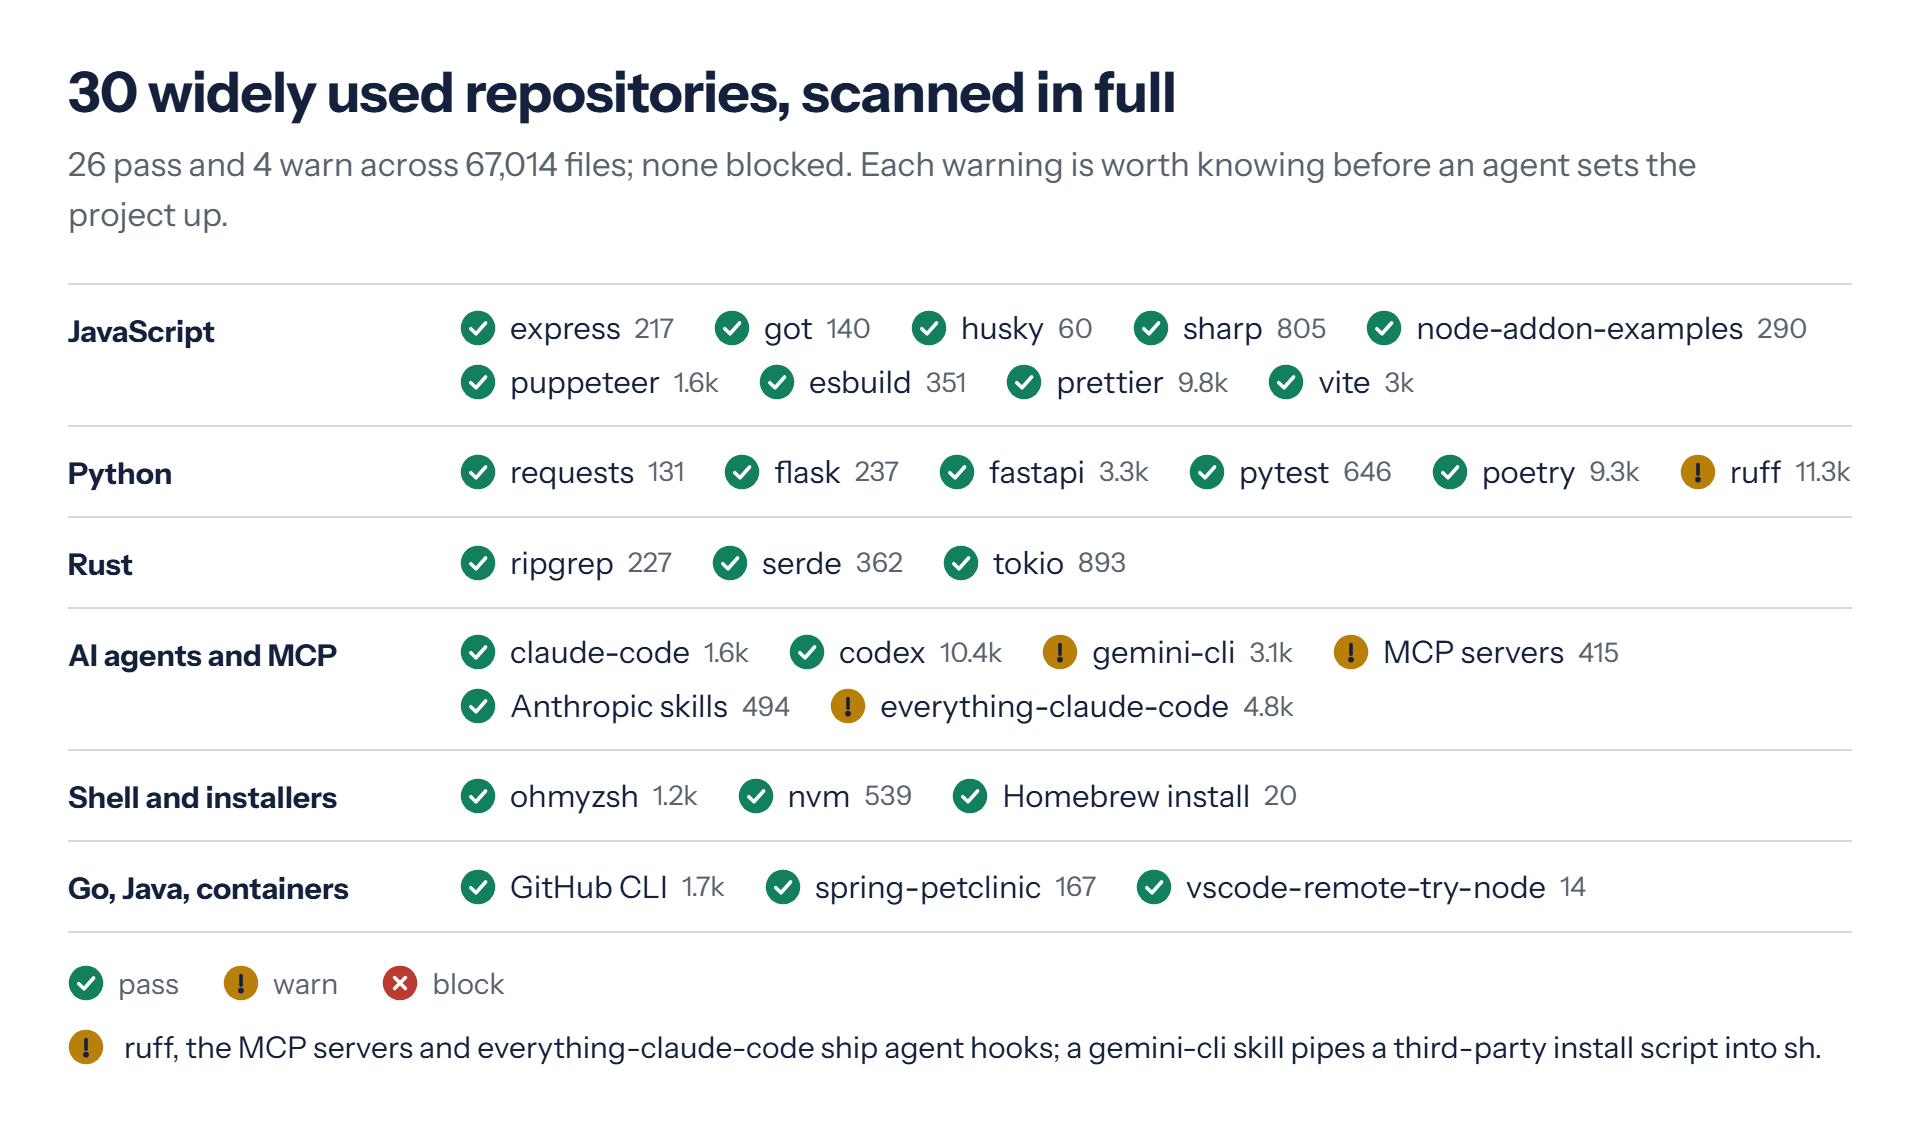 30 widely used repositories, scanned in full
26 pass and 4 warn across 67,014 files; none blocked. Each warning is worth knowing before an agent sets the
project up.
JavaScript
express 217 got 140 husky 60 sharp 805 node-addon-examples 290
puppeteer 1.6k esbuild 351 prettier 9.8k vite 3k
Python
requests 131 flask 237 fastapi 3.3k pytest 646 poetry 9.3k ruff 11.3k
Rust
ripgrep 227 serde 362 tokio 893
AI agents and MCP
claude-code 1.6k codex 10.4k gemini-cli 3.1k MCP servers 415
Anthropic skills 494 everything-claude-code 4.8k
Shell and installers
ohmyzsh 1.2k nvm 539 Homebrew install 20
Go, Java, containers
GitHub CLI 1.7k spring-petclinic 167 vscode-remote-try-node 14
pass warn block
ruff, the MCP servers and everything-claude-code ship agent hooks; a gemini-cli skill pipes a third-party install script into sh.